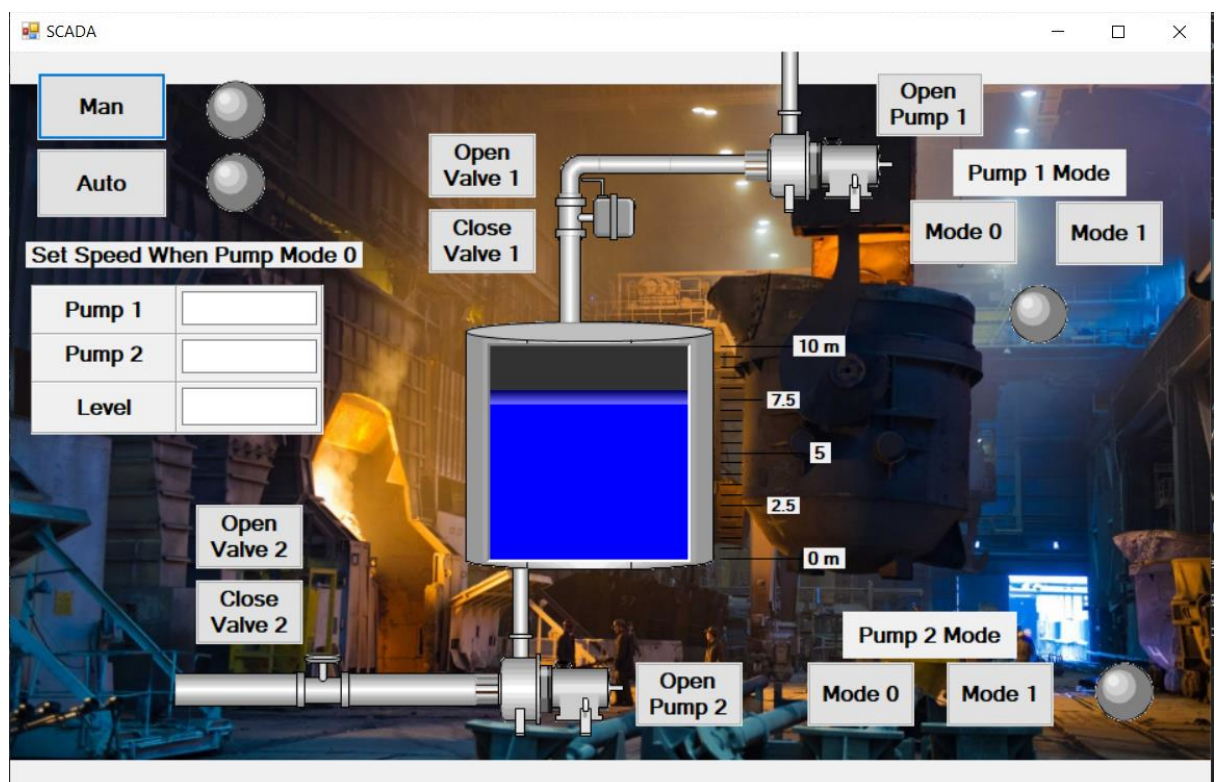 SCADA
Man
Auto
Open
Pump 1
Open
Valve 1
Pump 1 Mode
Close
Valve 1
Mode 0
Mode 1
Set Speed When Pump Mode 0
Pump 1
Pump 2
Level
10 m
7.5
5
2.5
0 m
Open
Valve 2
Close
Valve 2
Pump 2 Mode
Open
Pump 2
Mode 0
Mode 1